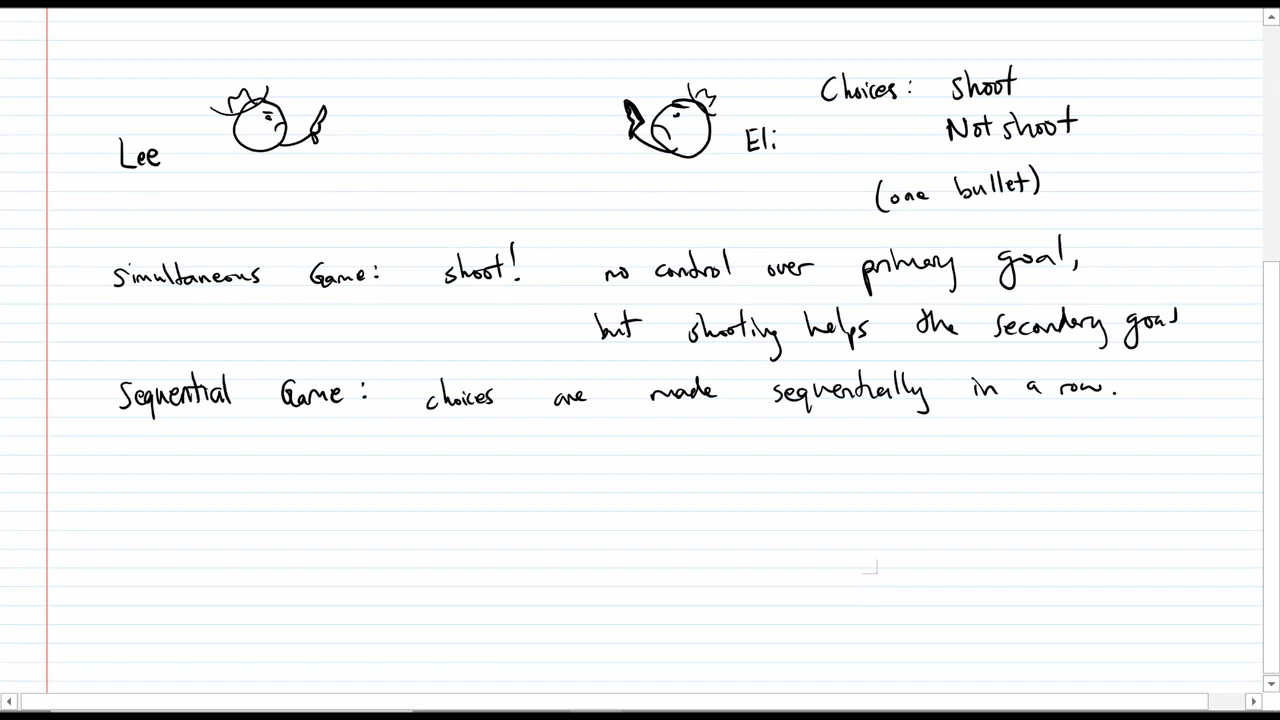 Choices: shoot
Not shoot
Lee
Eli
(one bullet)
Simultaneous Game: shoot! no control over primary goal,
but shooting helps the secondary goal
Sequential Game: choices are made sequentially in a row.